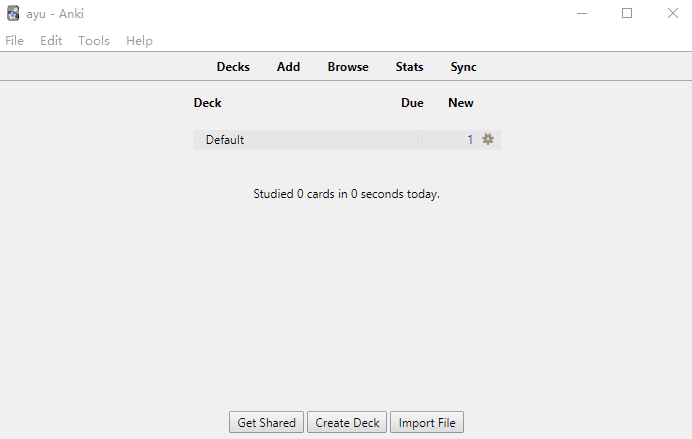 ayu - Anki
File Edit Tools Help
Decks Add Browse Stats Sync
Deck Due New
Default 0 1
Studied 0 cards in 0 seconds today.
Get Shared Create Deck Import File